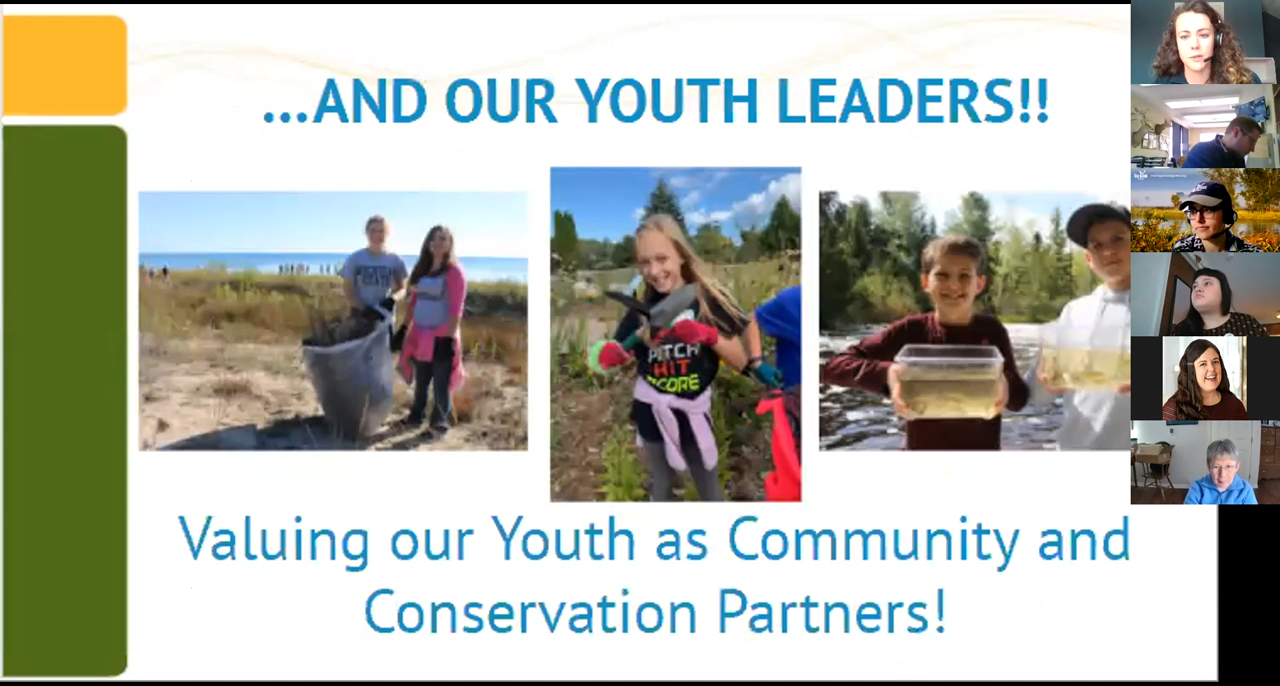 ...AND OUR YOUTH LEADERS!!
PITCH
HIT
SCORE
Valuing our Youth as Community and
Conservation Partners!